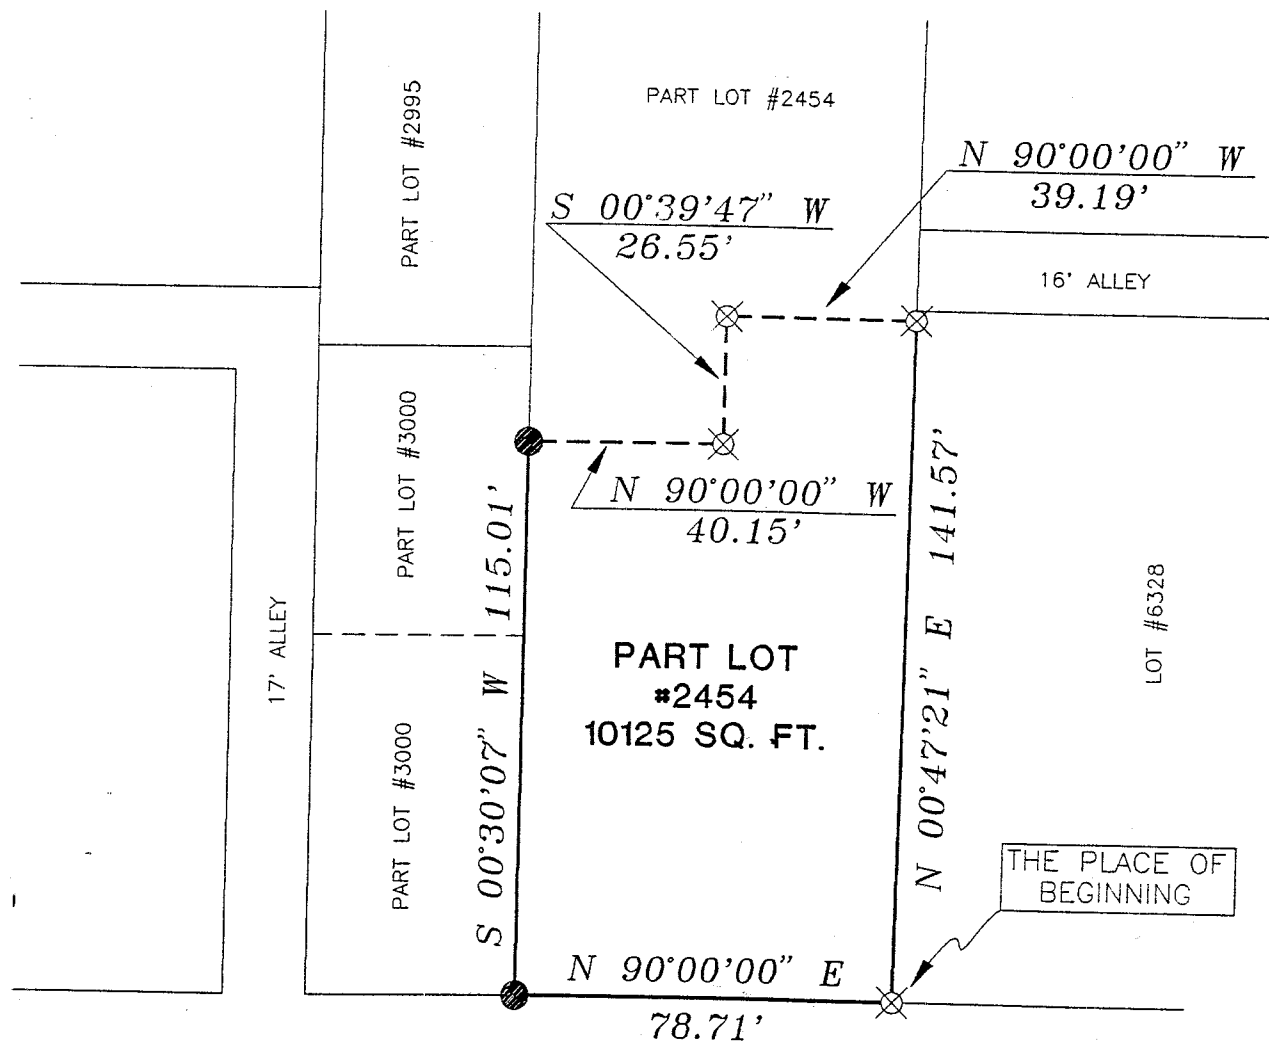 PART LOT #2454
PART LOT #2995
N 90°00'00" W
39.19'
S 00°39'47" W
26.55'
16' ALLEY
PART LOT #3000
N 90°00'00" W
40.15'
S 00°30'07" W 115.01'
N 00°47'21" E 141.57'
LOT #6328
17' ALLEY
PART LOT
#2454
10125 SQ. FT.
PART LOT #3000
THE PLACE OF
BEGINNING
N 90°00'00" E
78.71'